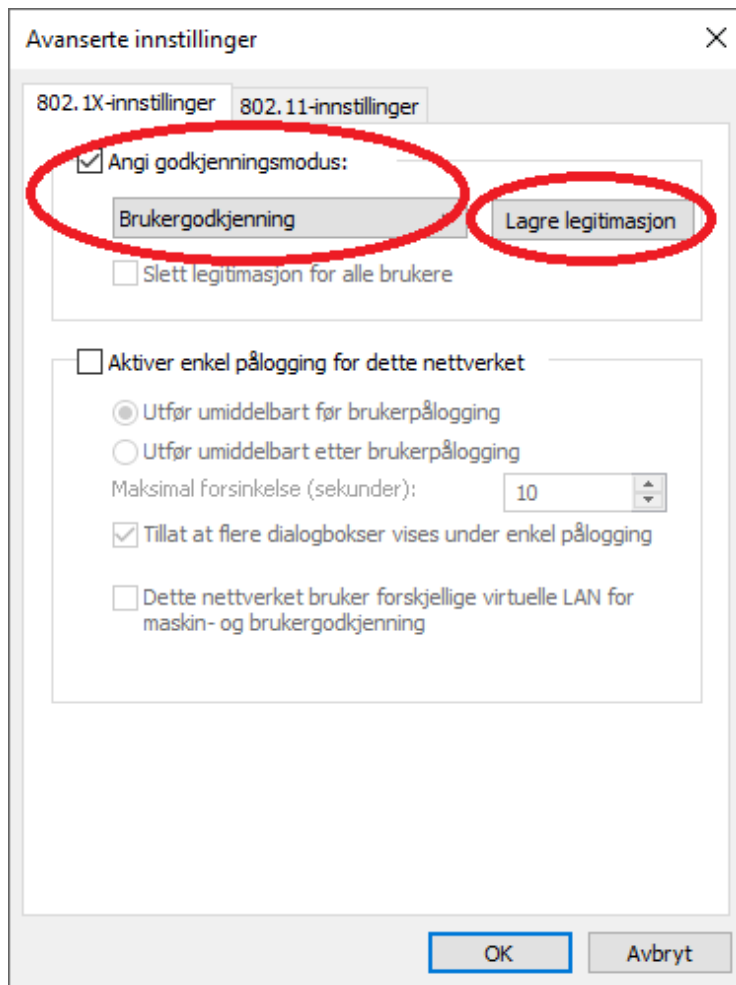 Avanserte innstillinger
802.1X-innstillinger
802.11-innstillinger
Angi godkjenningsmodus:
Brukergodkjenning
Lagre legitimasjon
Slett legitimasjon for alle brukere
Aktiver enkel pålogging for dette nettverket
Utfør umiddelbart før brukerpålogging
Utfør umiddelbart etter brukerpålogging
Maksimal forsinkelse (sekunder):
10
Tillat at flere dialogbokser vises under enkel pålogging
Dette nettverket bruker forskjellige virtuelle LAN for
maskin- og brukergodkjenning
OK
Avbryt